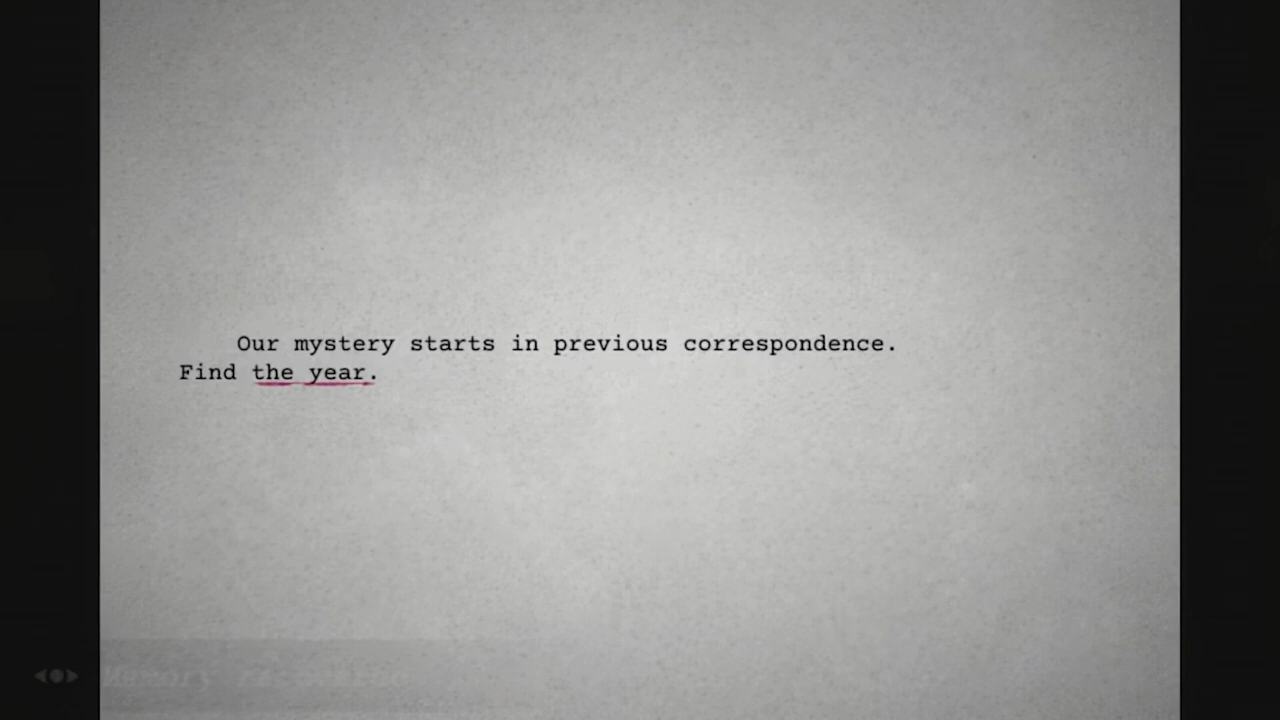 Our mystery starts in previous correspondence.
Find the year.